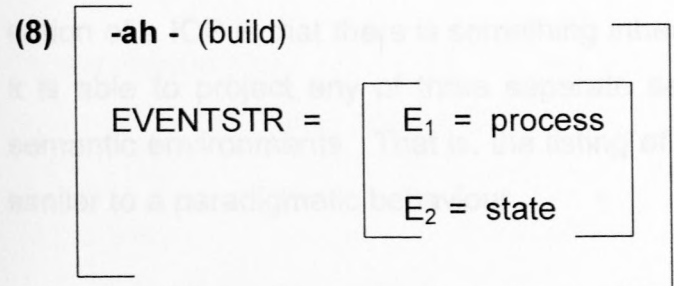 (8) -ah - (build)
EVENTSTR = E₁ = process
E₂ = state